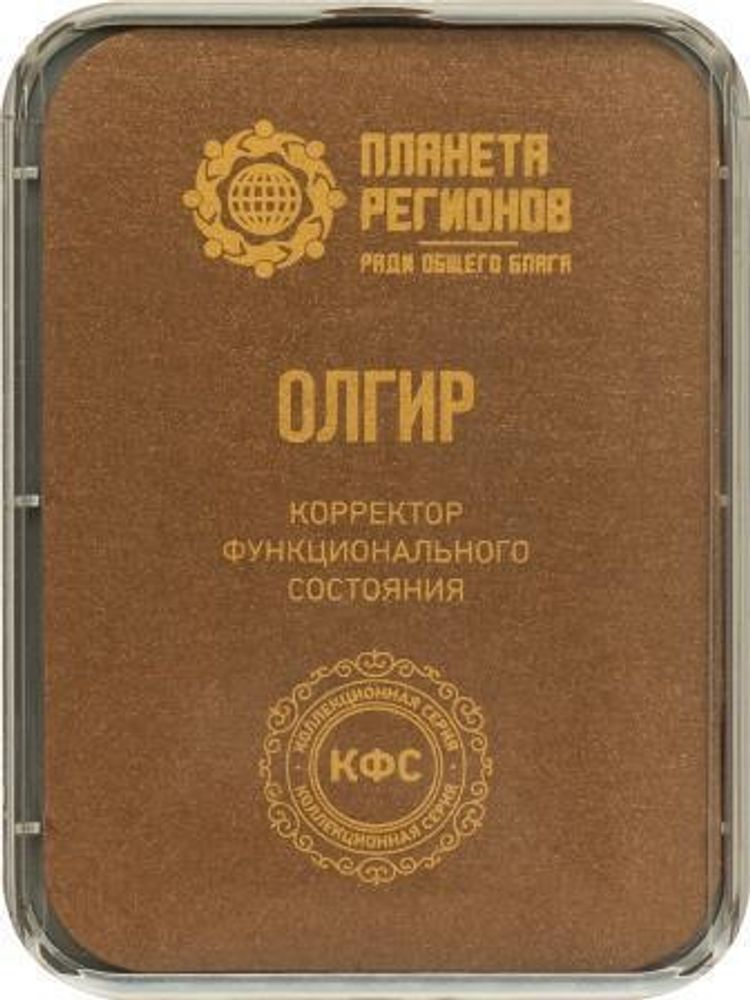 ПЛАНЕТА
РЕГИОНОВ
РАДИ ОБЩЕГО БЛАГА
ОЛГИР
КОРРЕКТОР
ФУНКЦИОНАЛЬНОГО
СОСТОЯНИЯ
КОЛЛЕКЦИОННАЯ СЕРИЯ
КФС
КОЛЛЕКЦИОННАЯ СЕРИЯ